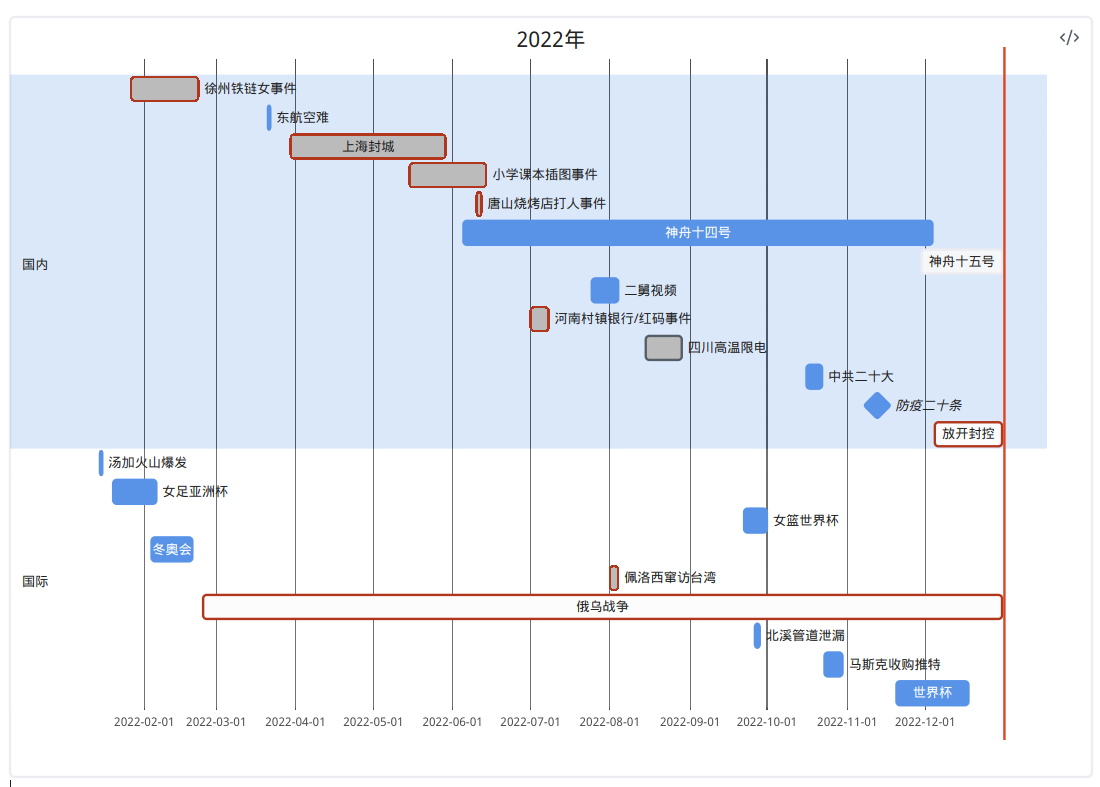 2022年
</>
徐州铁链女事件
东航空难
上海封城
小学课本插图事件
唐山烧烤店打人事件
神舟十四号
神舟十五号
国内
二舅视频
河南村镇银行/红码事件
四川高温限电
中共二十大
防疫二十条
放开封控
汤加火山爆发
女足亚洲杯
女篮世界杯
冬奥会
佩洛西窜访台湾
国际
俄乌战争
北溪管道泄漏
马斯克收购推特
世界杯
2022-02-01 2022-03-01 2022-04-01 2022-05-01 2022-06-01 2022-07-01 2022-08-01 2022-09-01 2022-10-01 2022-11-01 2022-12-01